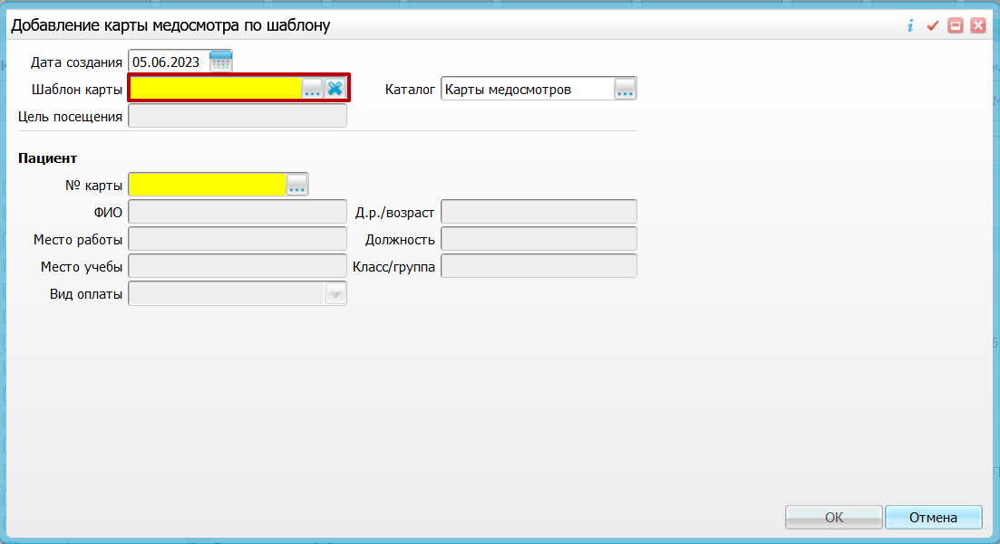 Добавление карты медосмотра по шаблону
Дата создания 05.06.2023
Шаблон карты ... Каталог Карты медосмотров ...
Цель посещения
Пациент
№ карты ...
ФИО Д.р./возраст
Место работы Должность
Место учебы Класс/группа
Вид оплаты
ОК Отмена